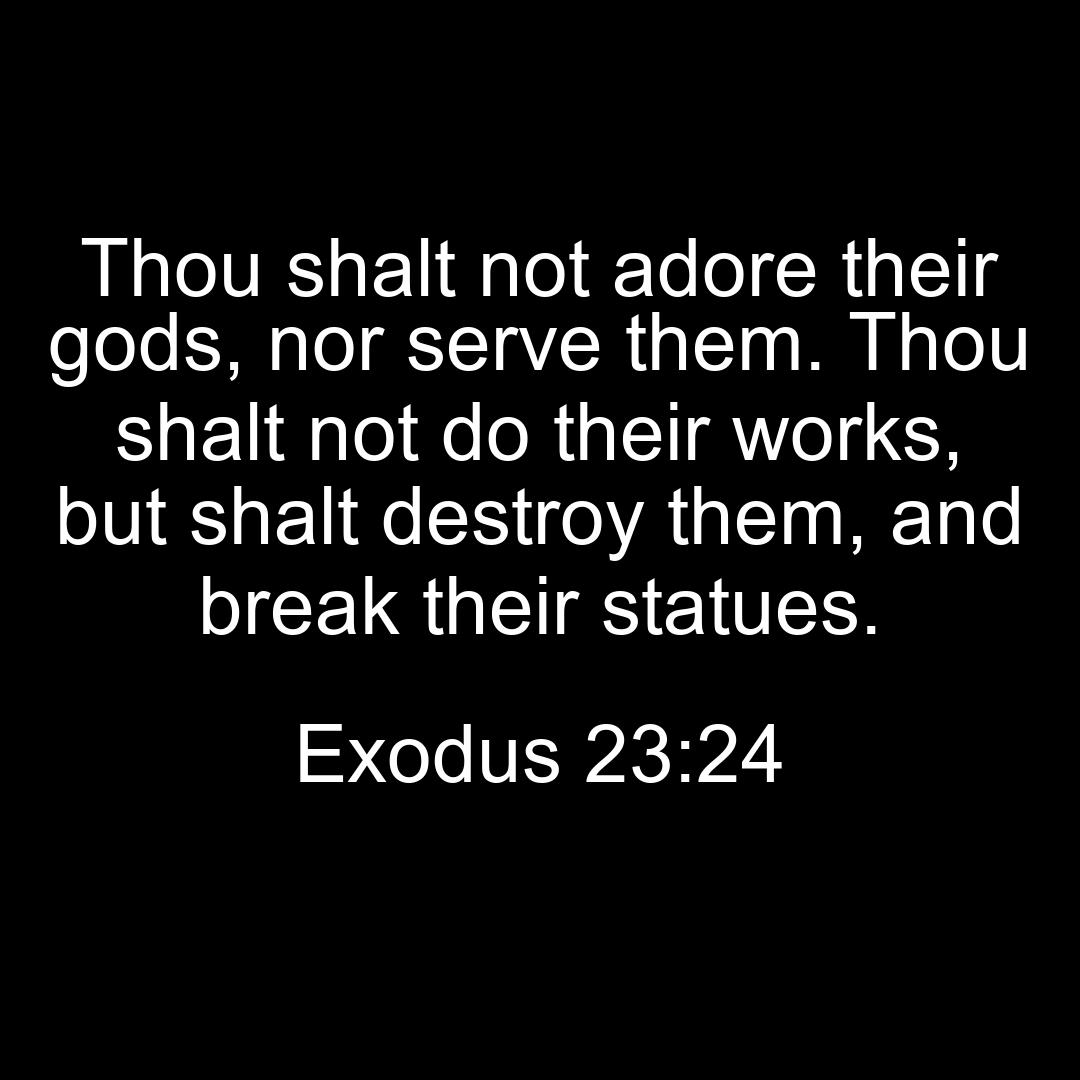 Thou shalt not adore their
gods, nor serve them. Thou
shalt not do their works,
but shalt destroy them, and
break their statues.
Exodus 23:24